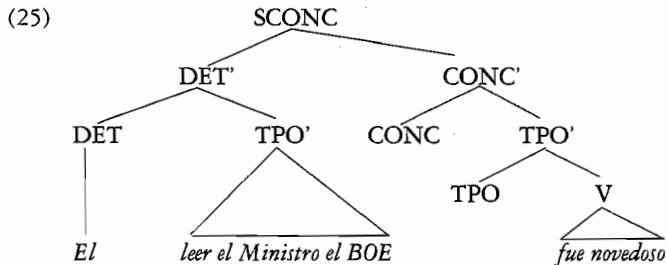 (25) SCONC
DET' CONC'
DET TPO' CONC TPO'
TPO V
El leer el Ministro el BOE fue novedoso